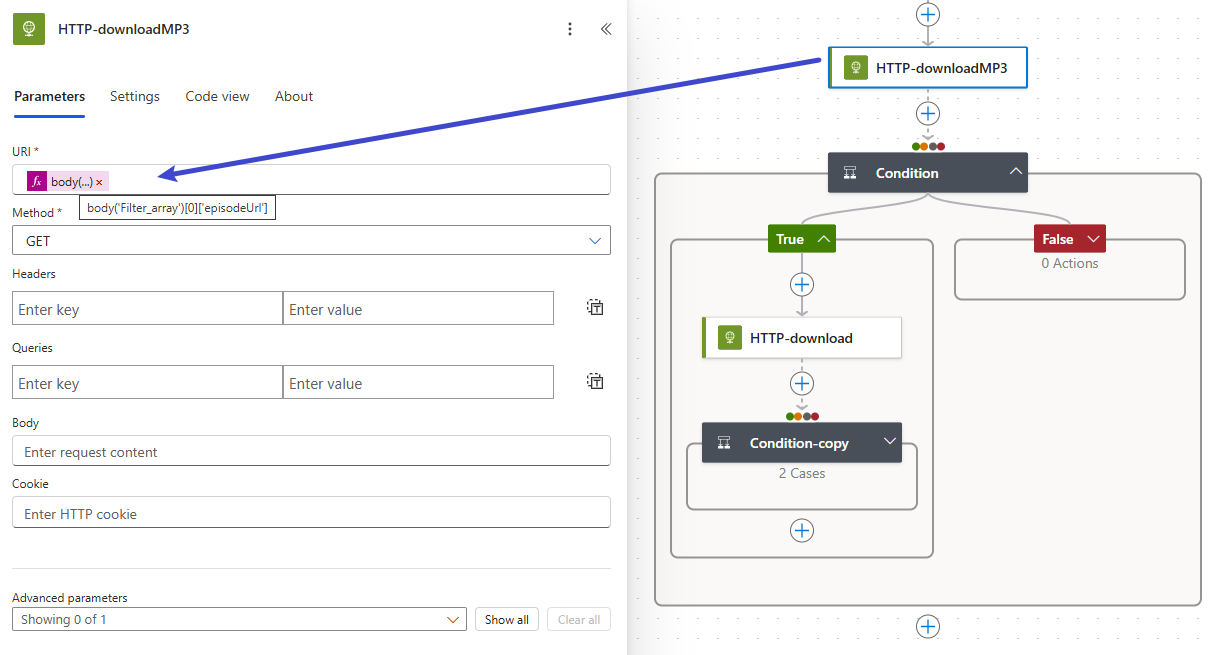 HTTP-downloadMP3
Parameters Settings Code view About
URI *
fx body(...) ×
body('Filter_array')[0]['episodeUrl']
Method *
GET
Headers
Enter key Enter value
Queries
Enter key Enter value
Body
Enter request content
Cookie
Enter HTTP cookie
Advanced parameters
Showing 0 of 1 Show all Clear all
HTTP-downloadMP3
Condition
True
False
0 Actions
HTTP-download
Condition-copy
2 Cases